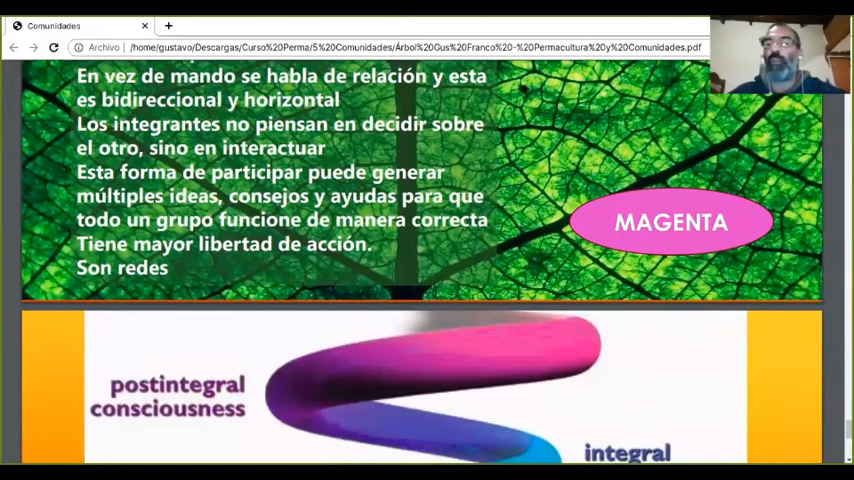 Comunidades
Archivo
/home/gustavo/Descargas/Curso%20Perma/5%20Comunidades/Árbol%20Gus%20Franco%20-%20Permacultura%20y%20Comunidades.pdf
En vez de mando se habla de relación y esta
es bidireccional y horizontal
Los integrantes no piensan en decidir sobre
el otro, sino en interactuar
Esta forma de participar puede generar
múltiples ideas, consejos y ayudas para que
todo un grupo funcione de manera correcta
Tiene mayor libertad de acción.
Son redes
MAGENTA
postintegral
consciousness
integral